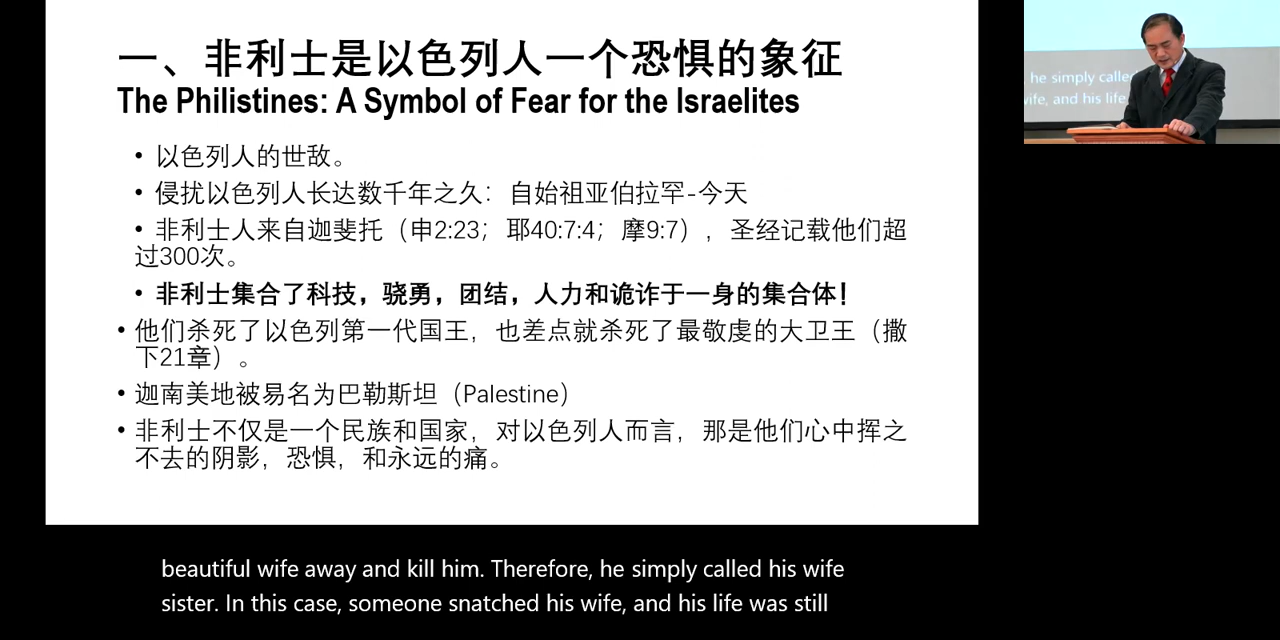 一、非利士是以色列人一个恐惧的象征
The Philistines: A Symbol of Fear for the Israelites
• 以色列人的世敌。
• 侵扰以色列人长达数千年之久：自始祖亚伯拉罕-今天
• 非利士人来自迦斐托（申2:23；耶40:7:4；摩9:7），圣经记载他们超
过300次。
• 非利士集合了科技，骁勇，团结，人力和诡诈于一身的集合体！
• 他们杀死了以色列第一代国王，也差点就杀死了最敬虔的大卫王（撒
下21章）。
• 迦南美地被易名为巴勒斯坦（Palestine）
• 非利士不仅是一个民族和国家，对以色列人而言，那是他们心中挥之
不去的阴影，恐惧，和永远的痛。
he simply called
wife, and his life
beautiful wife away and kill him. Therefore, he simply called his wife
sister. In this case, someone snatched his wife, and his life was still